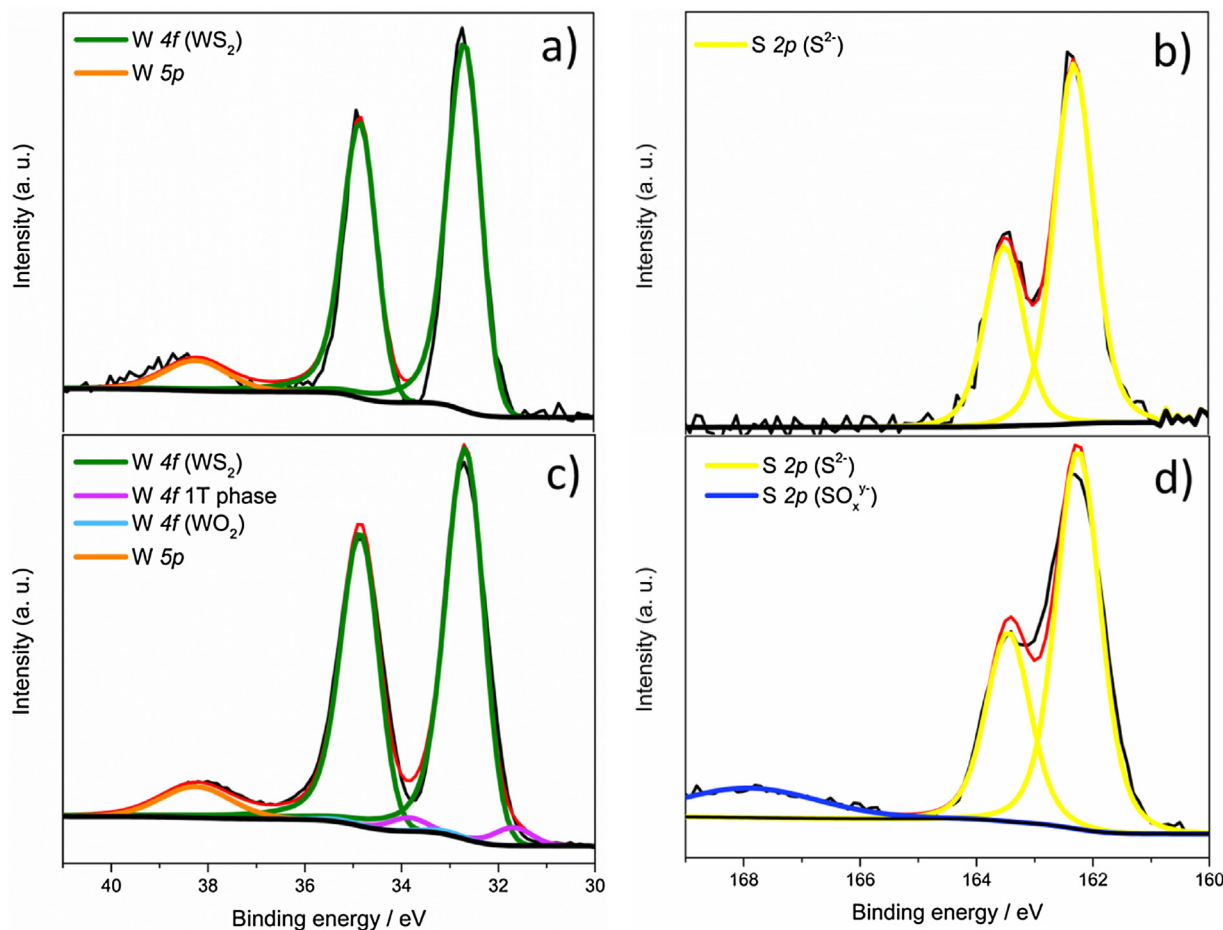 a)
W 4f (WS₂)
W 5p
Intensity (a. u.)
b)
S 2p (S²⁻)
Intensity (a. u.)
c)
W 4f (WS₂)
W 4f 1T phase
W 4f (WO₂)
W 5p
Intensity (a. u.)
40 38 36 34 32 30
Binding energy / eV
d)
S 2p (S²⁻)
S 2p (SOₓʸ⁻)
Intensity (a. u.)
168 166 164 162 160
Binding energy / eV